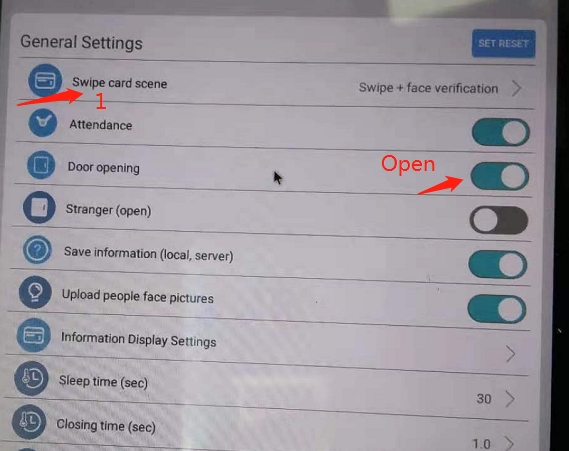 General Settings
SET RESET
Swipe card scene
Swipe + face verification
1
Attendance
Open
Door opening
Stranger (open)
Save information (local, server)
Upload people face pictures
Information Display Settings
Sleep time (sec)
30
Closing time (sec)
1.0